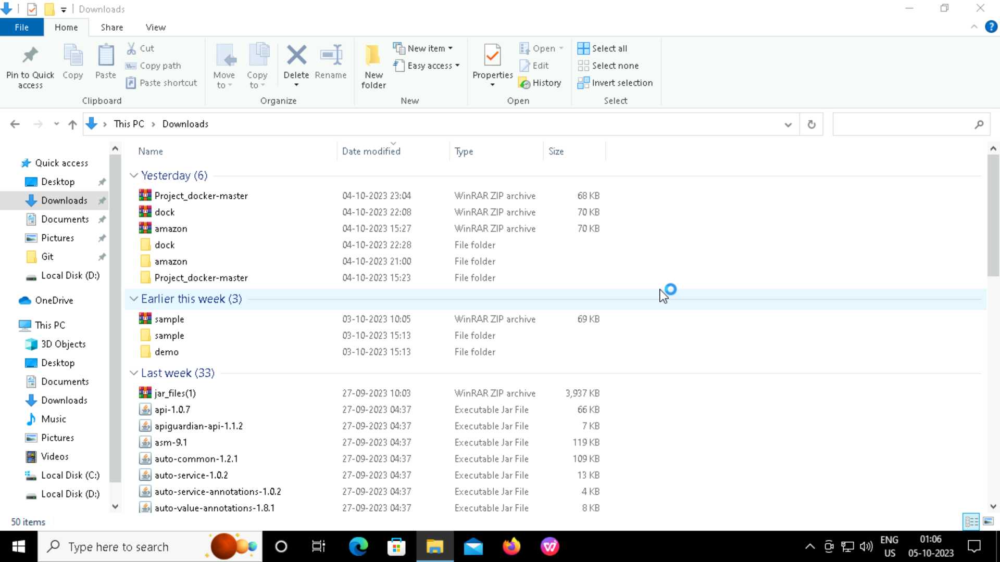 Downloads
File Home Share View
Pin to Quick access
Copy
Paste
Cut
Copy path
Paste shortcut
Clipboard
Move to
Copy to
Delete
Rename
Organize
New folder
New item
Easy access
New
Properties
Open
Edit
History
Open
Select all
Select none
Invert selection
Select
This PC > Downloads
Quick access
Desktop
Downloads
Documents
Pictures
Git
Local Disk (D:)
OneDrive
This PC
3D Objects
Desktop
Documents
Downloads
Music
Pictures
Videos
Local Disk (C:)
Local Disk (D:)
Name Date modified Type Size
Yesterday (6)
Project_docker-master 04-10-2023 23:04 WinRAR ZIP archive 68 KB
dock 04-10-2023 22:08 WinRAR ZIP archive 70 KB
amazon 04-10-2023 15:27 WinRAR ZIP archive 70 KB
dock 04-10-2023 22:28 File folder
amazon 04-10-2023 21:00 File folder
Project_docker-master 04-10-2023 15:23 File folder
Earlier this week (3)
sample 03-10-2023 10:05 WinRAR ZIP archive 69 KB
sample 03-10-2023 15:13 File folder
demo 03-10-2023 15:13 File folder
Last week (33)
jar_files(1) 27-09-2023 10:03 WinRAR ZIP archive 3,937 KB
api-1.0.7 27-09-2023 04:37 Executable Jar File 66 KB
apiguardian-api-1.1.2 27-09-2023 04:37 Executable Jar File 7 KB
asm-9.1 27-09-2023 04:37 Executable Jar File 119 KB
auto-common-1.2.1 27-09-2023 04:37 Executable Jar File 109 KB
auto-service-1.0.2 27-09-2023 04:37 Executable Jar File 13 KB
auto-service-annotations-1.0.2 27-09-2023 04:37 Executable Jar File 4 KB
auto-value-annotations-1.8.1 27-09-2023 04:37 Executable Jar File 8 KB
50 items
Type here to search
ENG
US
01:06
05-10-2023